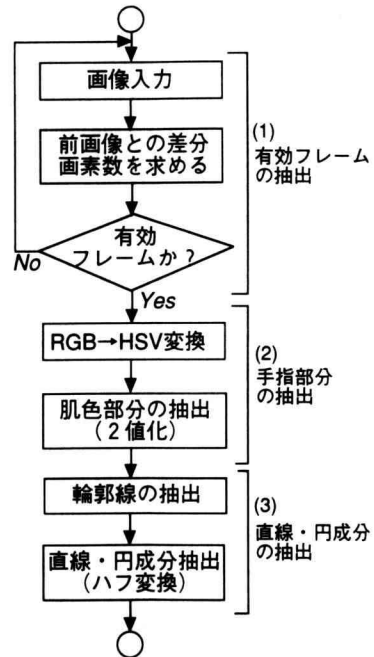 画像入力
前画像との差分
画素数を求める
有効
フレームか？
No
Yes
(1)
有効フレーム
の抽出
RGB→HSV変換
肌色部分の抽出
（２値化）
(2)
手指部分
の抽出
輪郭線の抽出
直線・円成分抽出
（ハフ変換）
(3)
直線・円成分
の抽出